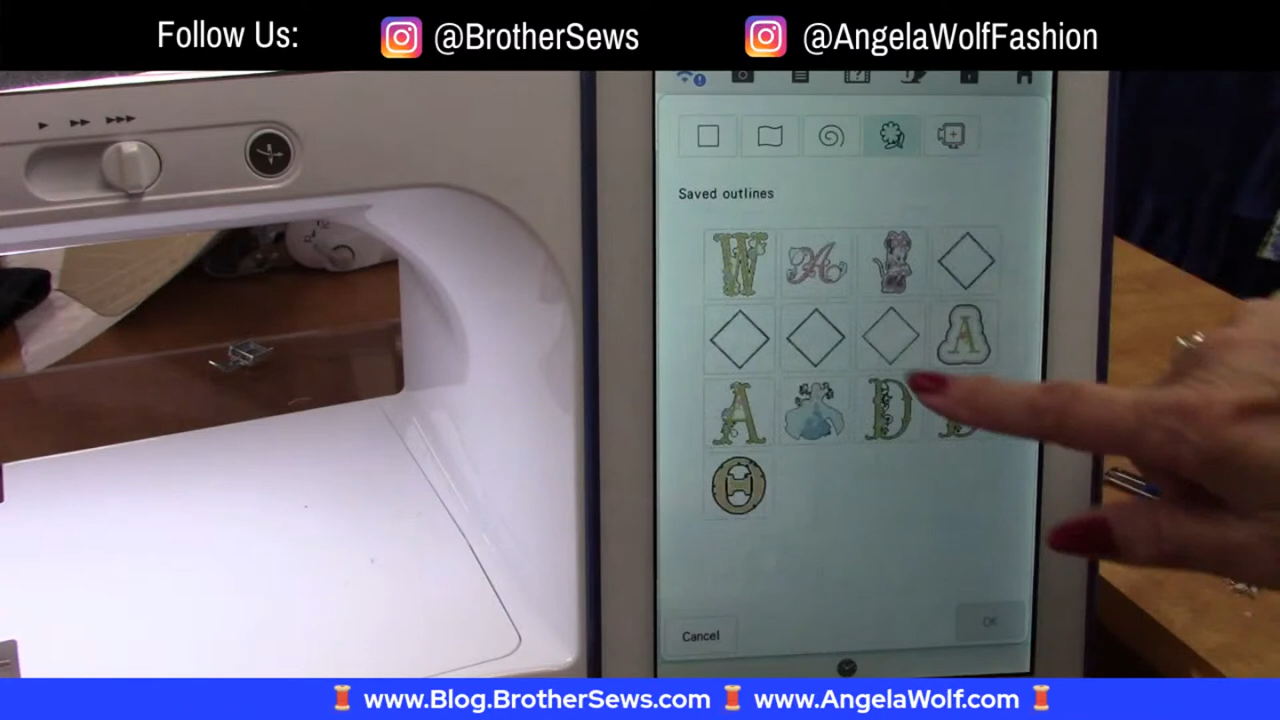 Follow Us: @BrotherSews @AngelaWolfFashion
Saved outlines
W A
A
A D D
Θ
Cancel OK
www.Blog.BrotherSews.com www.AngelaWolf.com